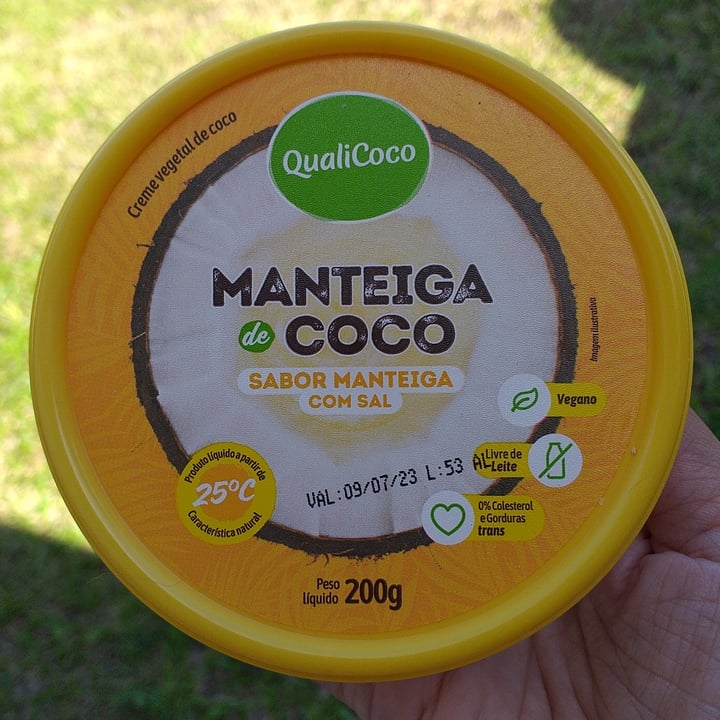 Creme vegetal de coco
QualiCoco
MANTEIGA
de COCO
SABOR MANTEIGA
COM SAL
Imagem ilustrativa
Vegano
Livre de
Leite
0% Colesterol
e Gorduras
trans
VAL:09/07/23 L:53 AL
Produto líquido a partir de
25°C
Característica natural
Peso
líquido 200g